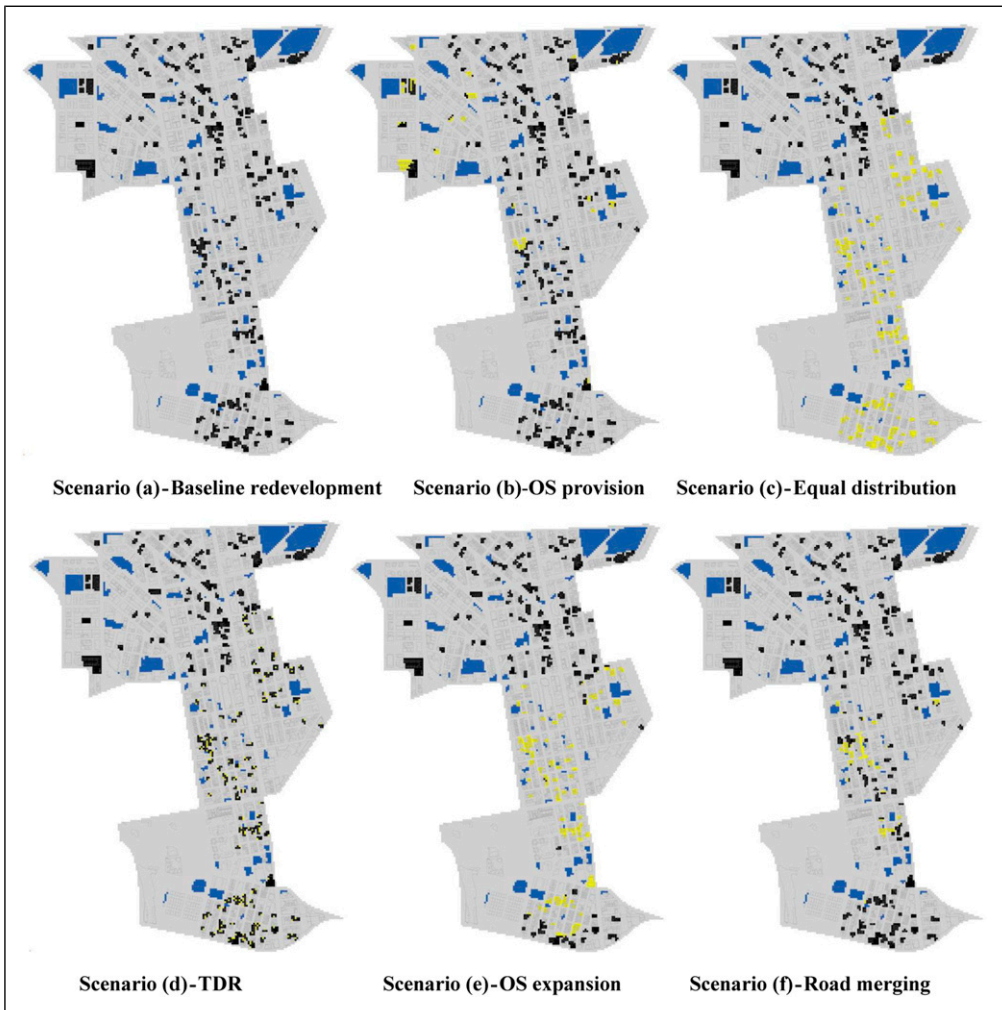 Scenario (a)-Baseline redevelopment
Scenario (b)-OS provision
Scenario (c)-Equal distribution
Scenario (d)-TDR
Scenario (e)-OS expansion
Scenario (f)-Road merging